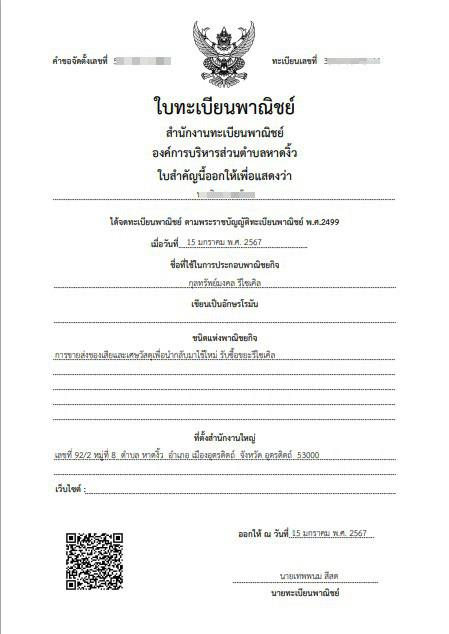 คำขอจัดตั้งเลขที่ 5
ทะเบียนเลขที่ 3
ใบทะเบียนพาณิชย์
สำนักงานทะเบียนพาณิชย์
องค์การบริหารส่วนตำบลหาดงิ้ว
ใบสำคัญนี้ออกให้เพื่อแสดงว่า
ได้จดทะเบียนพาณิชย์ ตามพระราชบัญญัติทะเบียนพาณิชย์ พ.ศ.2499
เมื่อวันที่ 15 มกราคม พ.ศ. 2567
ชื่อที่ใช้ในการประกอบพาณิชยกิจ
กุลทรัพย์มงคล รีไซเคิล
เขียนเป็นอักษรโรมัน
ชนิดแห่งพาณิชยกิจ
การขายส่งของเสียและเศษวัสดุเพื่อนำกลับมาใช้ใหม่ รับซื้อขยะรีไซเคิล
ที่ตั้งสำนักงานใหญ่
เลขที่ 92/2 หมู่ที่ 8 ตำบล หาดงิ้ว อำเภอ เมืองอุตรดิตถ์ จังหวัด อุตรดิตถ์ 53000
เว็บไซต์ :
ออกให้ ณ วันที่ 15 มกราคม พ.ศ. 2567
นายเทพพนม สีสด
นายทะเบียนพาณิชย์